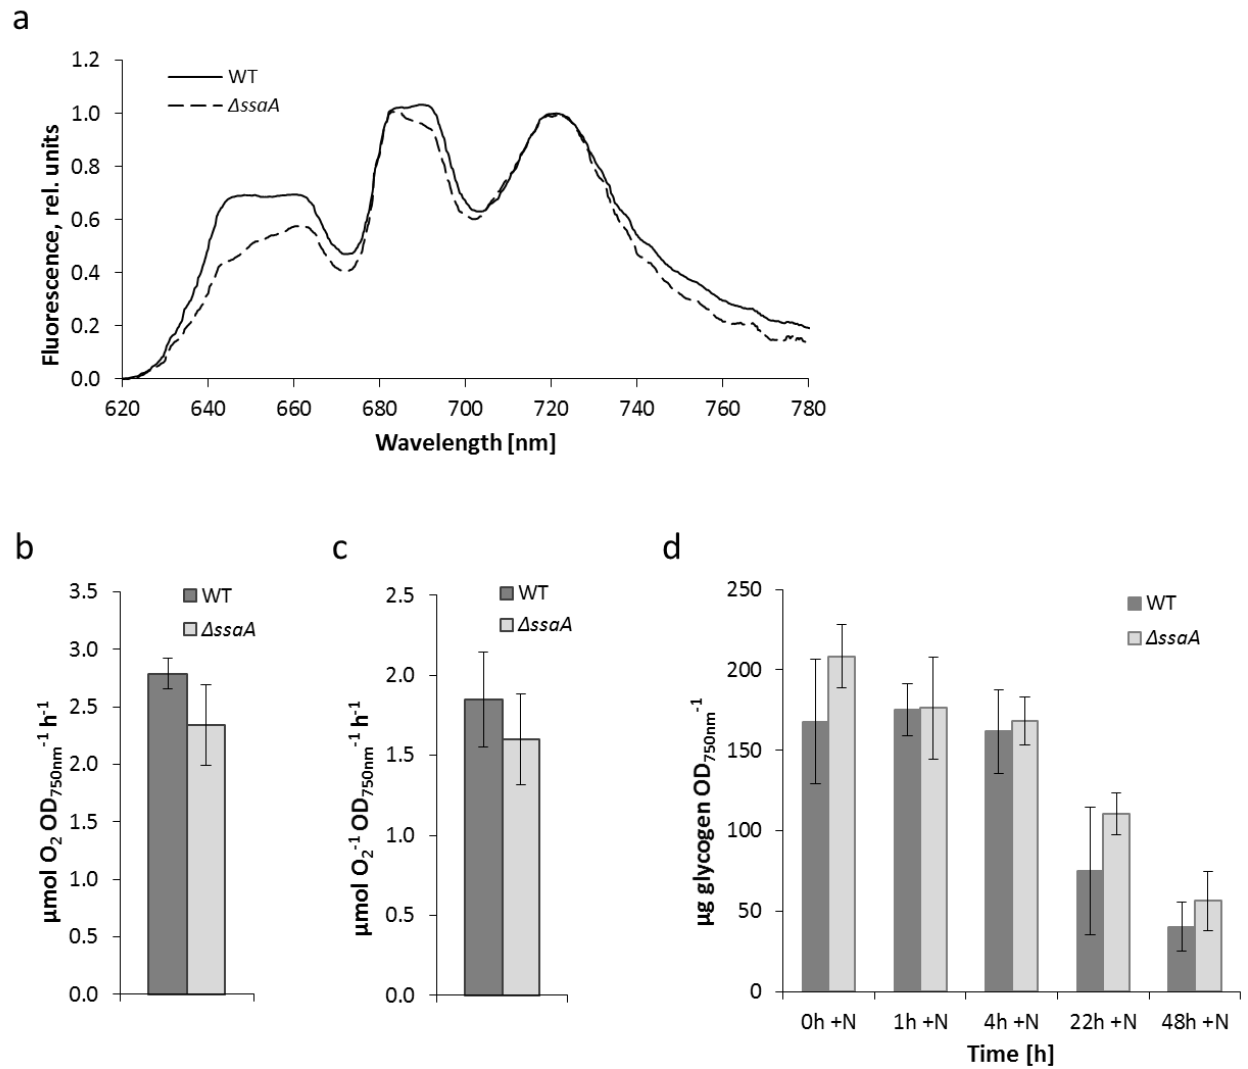 a
Fluorescence, rel. units
1.2
1.0
0.8
0.6
0.4
0.2
0.0
WT
ΔssaA
620 640 660 680 700 720 740 760 780
Wavelength [nm]
b
µmol O₂ OD₇₅₀ₙₘ⁻¹ h⁻¹
3.5
3.0
2.5
2.0
1.5
1.0
0.5
0.0
WT
ΔssaA
c
µmol O₂⁻¹ OD₇₅₀ₙₘ⁻¹ h⁻¹
2.5
2.0
1.5
1.0
0.5
0.0
WT
ΔssaA
d
µg glycogen OD₇₅₀ₙₘ⁻¹
250
200
150
100
50
0
WT
ΔssaA
0h +N 1h +N 4h +N 22h +N 48h +N
Time [h]